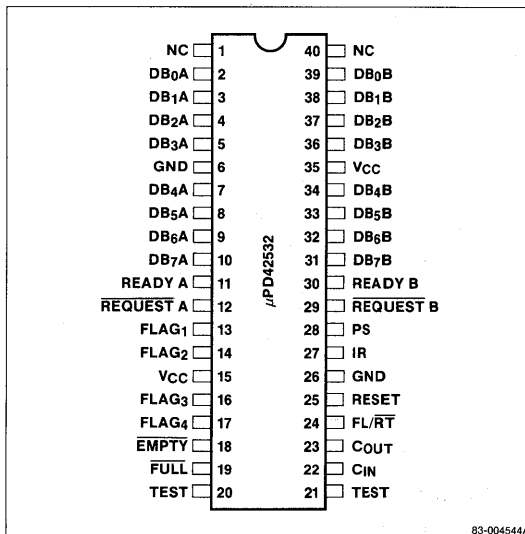 NC 1 40 NC
DB0A 2 39 DB0B
DB1A 3 38 DB1B
DB2A 4 37 DB2B
DB3A 5 36 DB3B
GND 6 35 VCC
DB4A 7 34 DB4B
DB5A 8 33 DB5B
DB6A 9 32 DB6B
DB7A 10 31 DB7B
READY A 11 30 READY B
REQUEST A 12 29 REQUEST B
FLAG1 13 28 PS
FLAG2 14 27 IR
VCC 15 26 GND
FLAG3 16 25 RESET
FLAG4 17 24 FL/RT
EMPTY 18 23 COUT
FULL 19 22 CIN
TEST 20 21 TEST
μPD42532
83-004544A